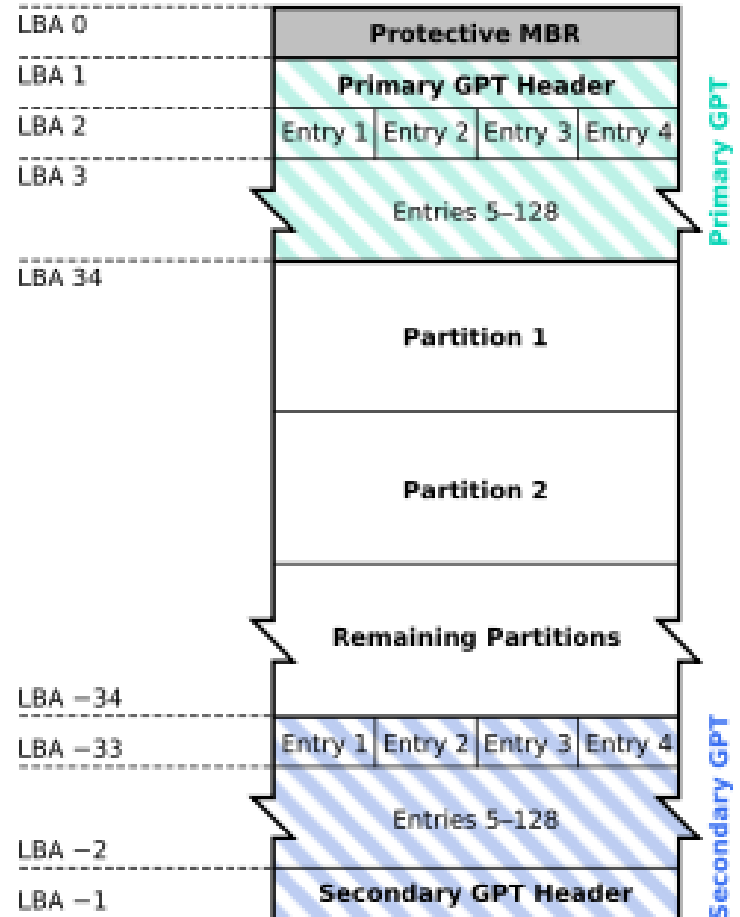 LBA 0
Protective MBR
LBA 1
Primary GPT Header
LBA 2
Entry 1 Entry 2 Entry 3 Entry 4
LBA 3
Entries 5–128
Primary GPT
LBA 34
Partition 1
Partition 2
Remaining Partitions
LBA −34
LBA −33
Entry 1 Entry 2 Entry 3 Entry 4
Entries 5–128
LBA −2
LBA −1
Secondary GPT Header
Secondary GPT